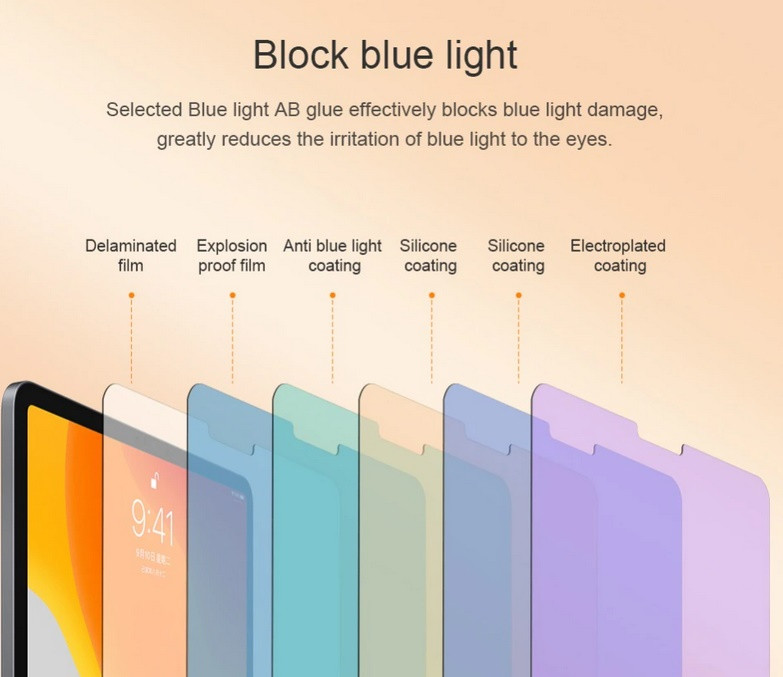 Block blue light
Selected Blue light AB glue effectively blocks blue light damage,
greatly reduces the irritation of blue light to the eyes.
Delaminated
film
Explosion
proof film
Anti blue light
coating
Silicone
coating
Silicone
coating
Electroplated
coating
9:41